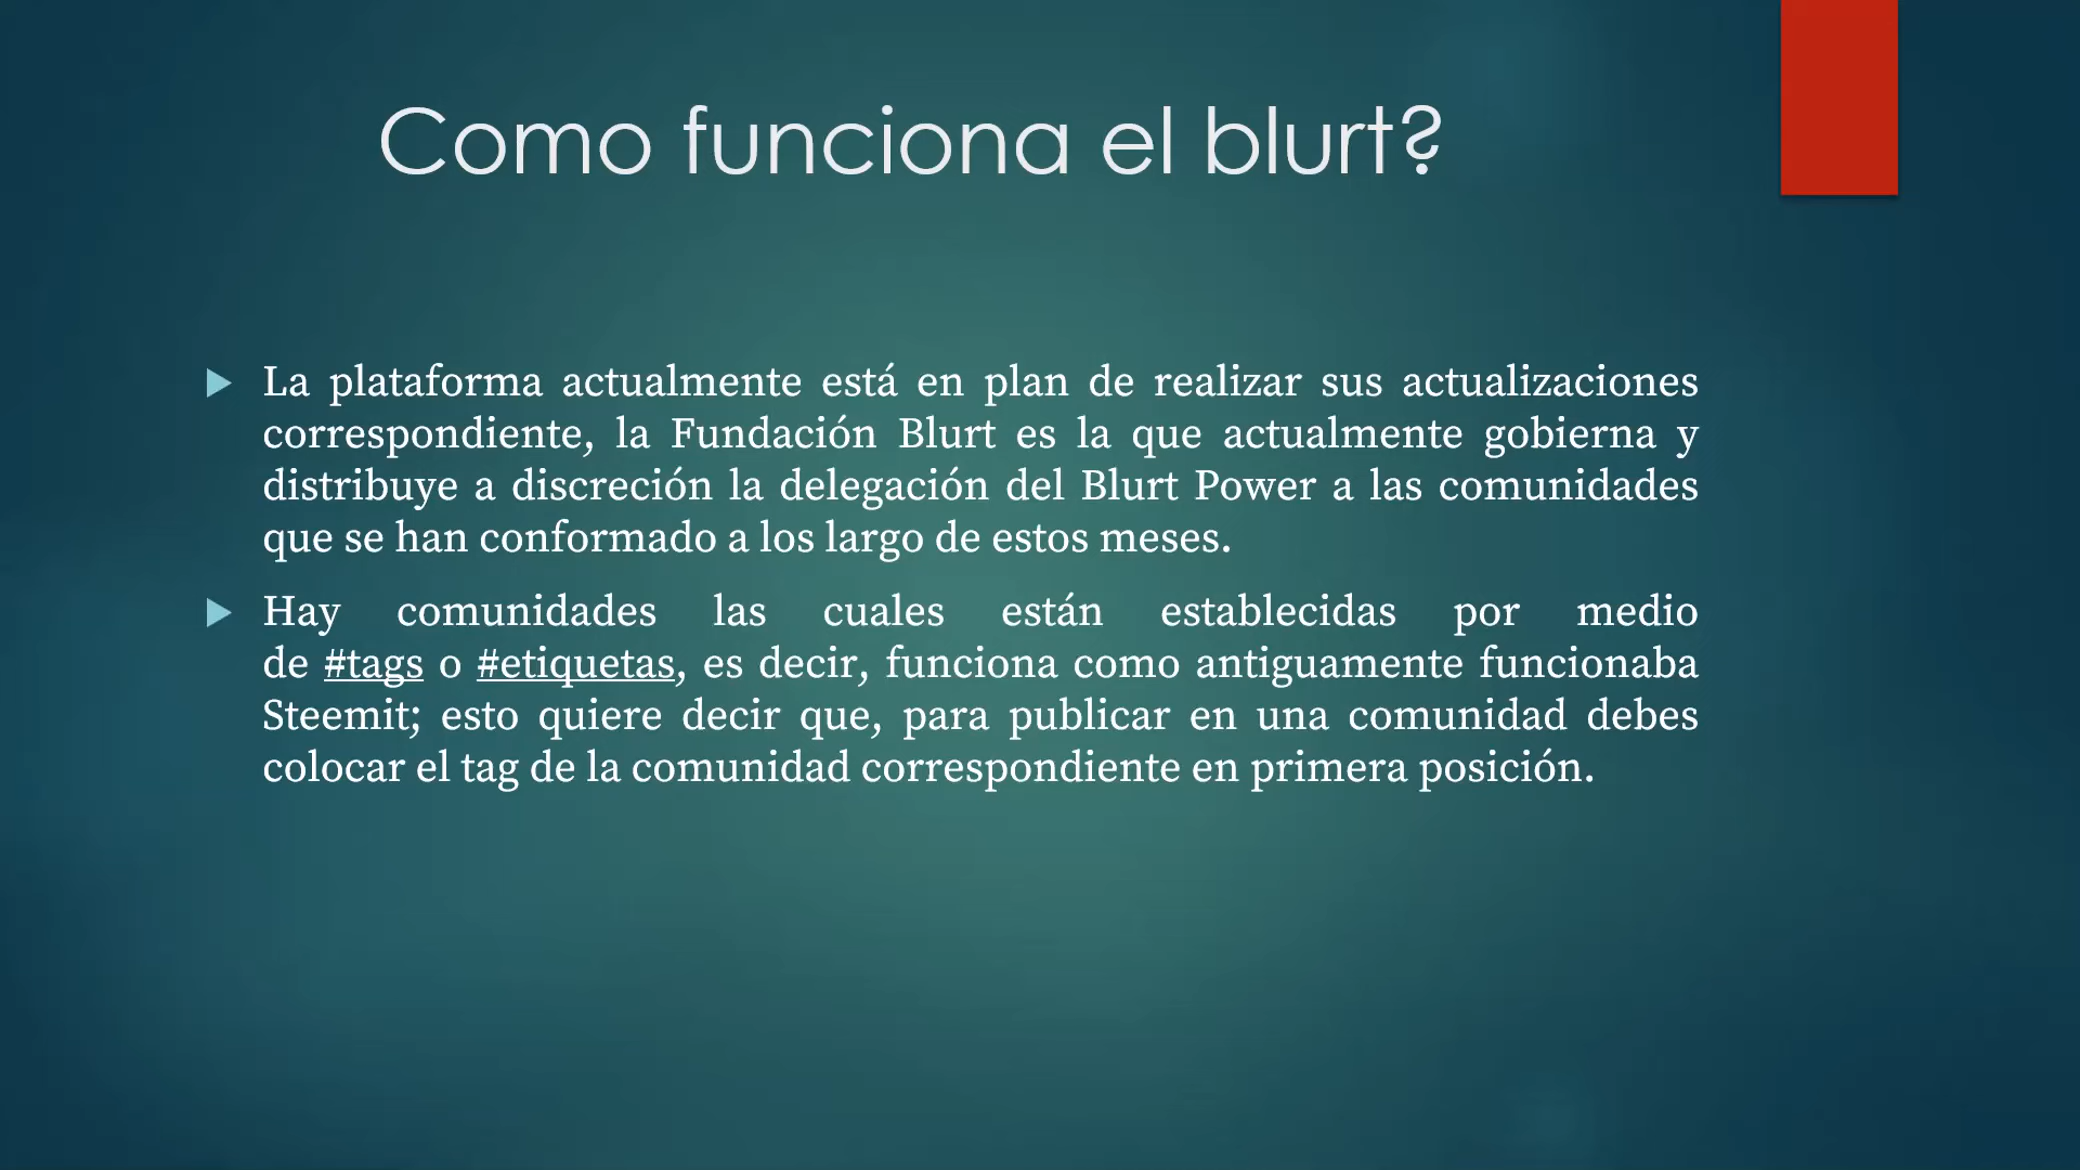 Como funciona el blurt?
La plataforma actualmente está en plan de realizar sus actualizaciones
correspondiente, la Fundación Blurt es la que actualmente gobierna y
distribuye a discreción la delegación del Blurt Power a las comunidades
que se han conformado a los largo de estos meses.
Hay comunidades las cuales están establecidas por medio
de #tags o #etiquetas, es decir, funciona como antiguamente funcionaba
Steemit; esto quiere decir que, para publicar en una comunidad debes
colocar el tag de la comunidad correspondiente en primera posición.